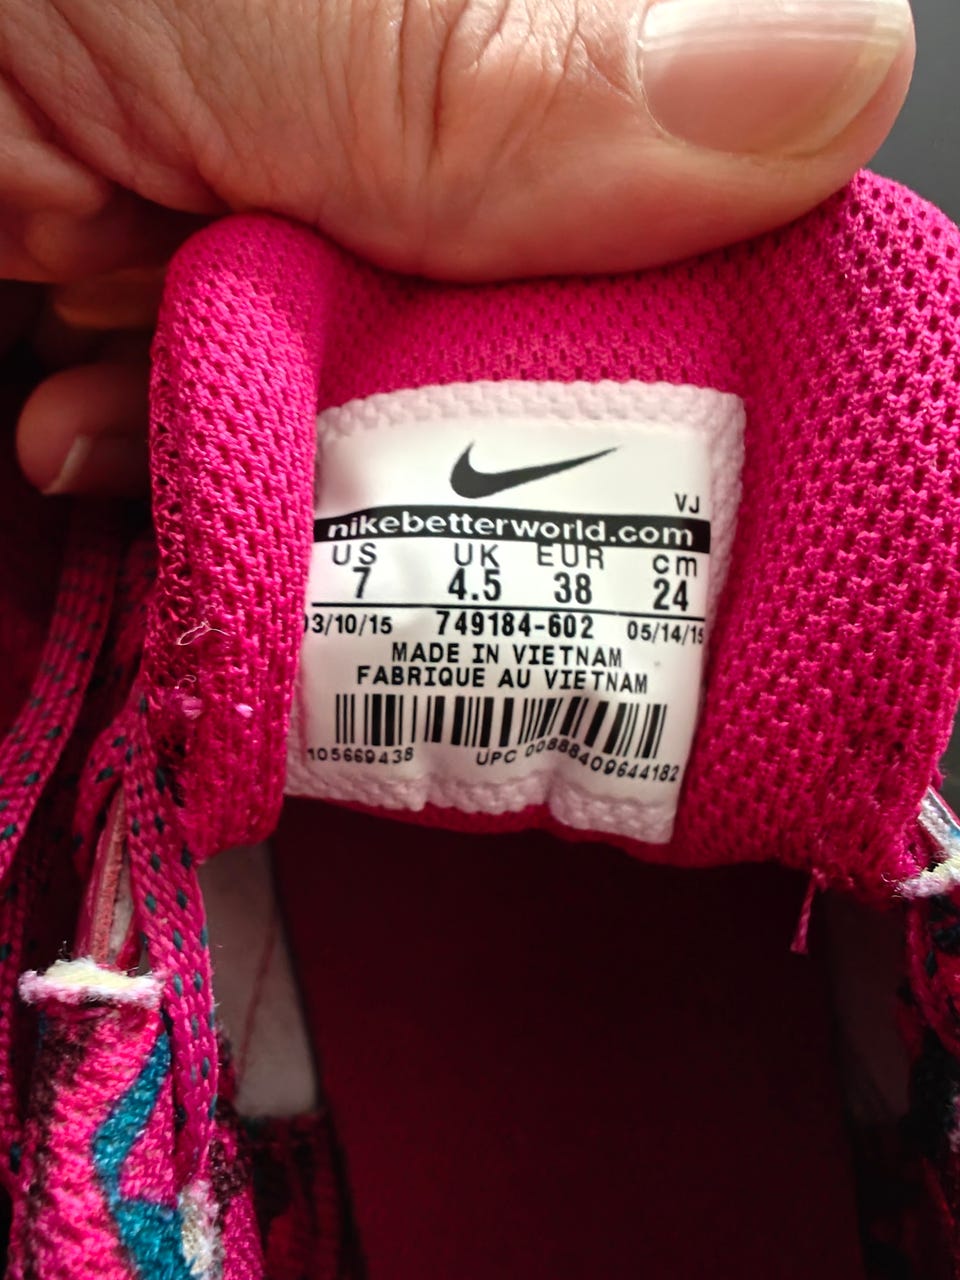 VJ
nikebetterworld.com
US UK EUR cm
7 4.5 38 24
03/10/15 749184-602 05/14/15
MADE IN VIETNAM
FABRIQUE AU VIETNAM
105669438 UPC 00888409644182